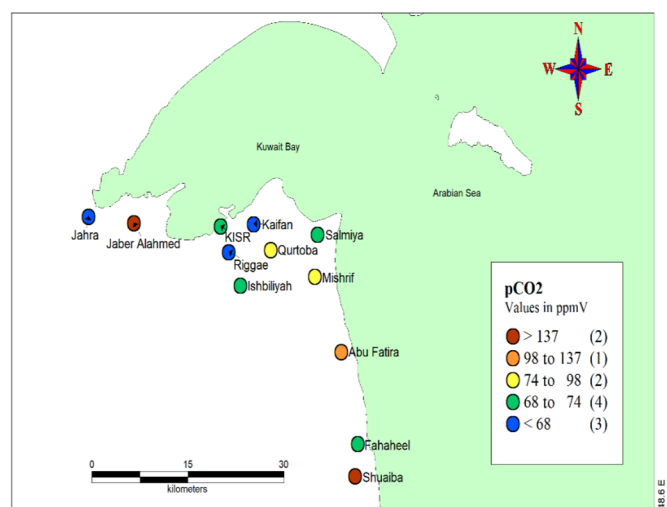 N
W E
S
Kuwait Bay
Arabian Sea
Jahra
Jaber Alahmed
KISR
Kaifan
Salmiya
Riggae
Qurtoba
Ishbiliyah
Mishrif
Abu Fatira
Fahaheel
Shuaiba
pCO2
Values in ppmV
> 137 (2)
98 to 137 (1)
74 to 98 (2)
68 to 74 (4)
< 68 (3)
0 15 30
kilometers
48.6 E